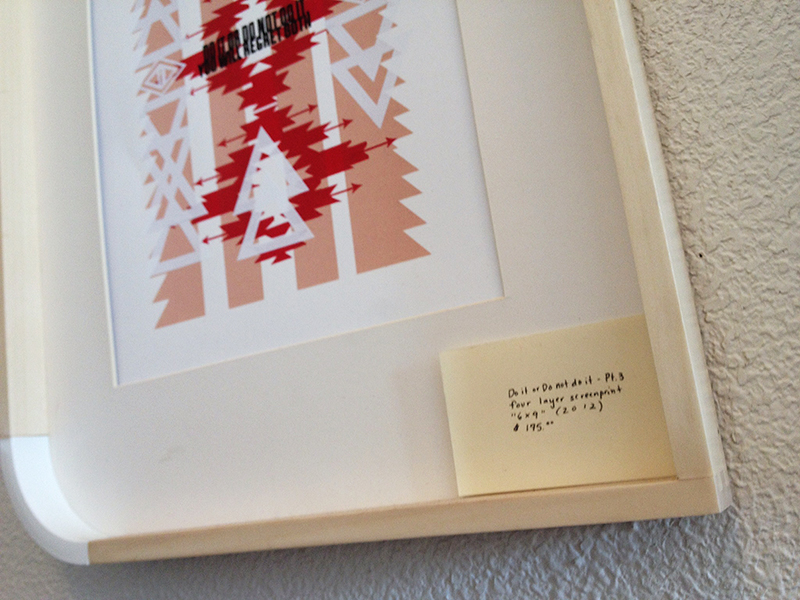 DO IT OR DO NOT DO IT
YOU WILL REGRET BOTH
Do it or Do not do it - Pt.3
four layer screenprint
"6x9" (2012)
$ 195.00